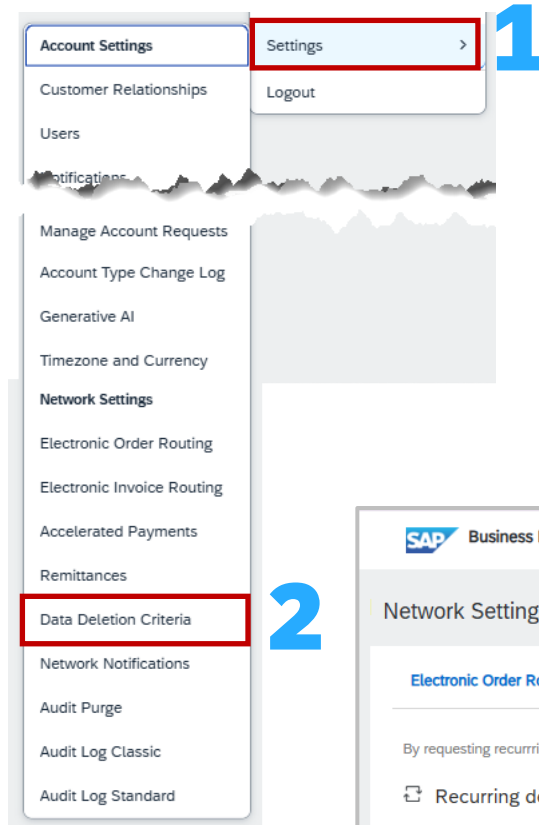 Account Settings
Settings
1
Customer Relationships
Logout
Users
Notifications
Manage Account Requests
Account Type Change Log
Generative AI
Timezone and Currency
Network Settings
Electronic Order Routing
Electronic Invoice Routing
Accelerated Payments
Remittances
Data Deletion Criteria
2
Network Notifications
Audit Purge
Audit Log Classic
Audit Log Standard
SAP Business
Network Setting
Electronic Order
By requesting
Recurring